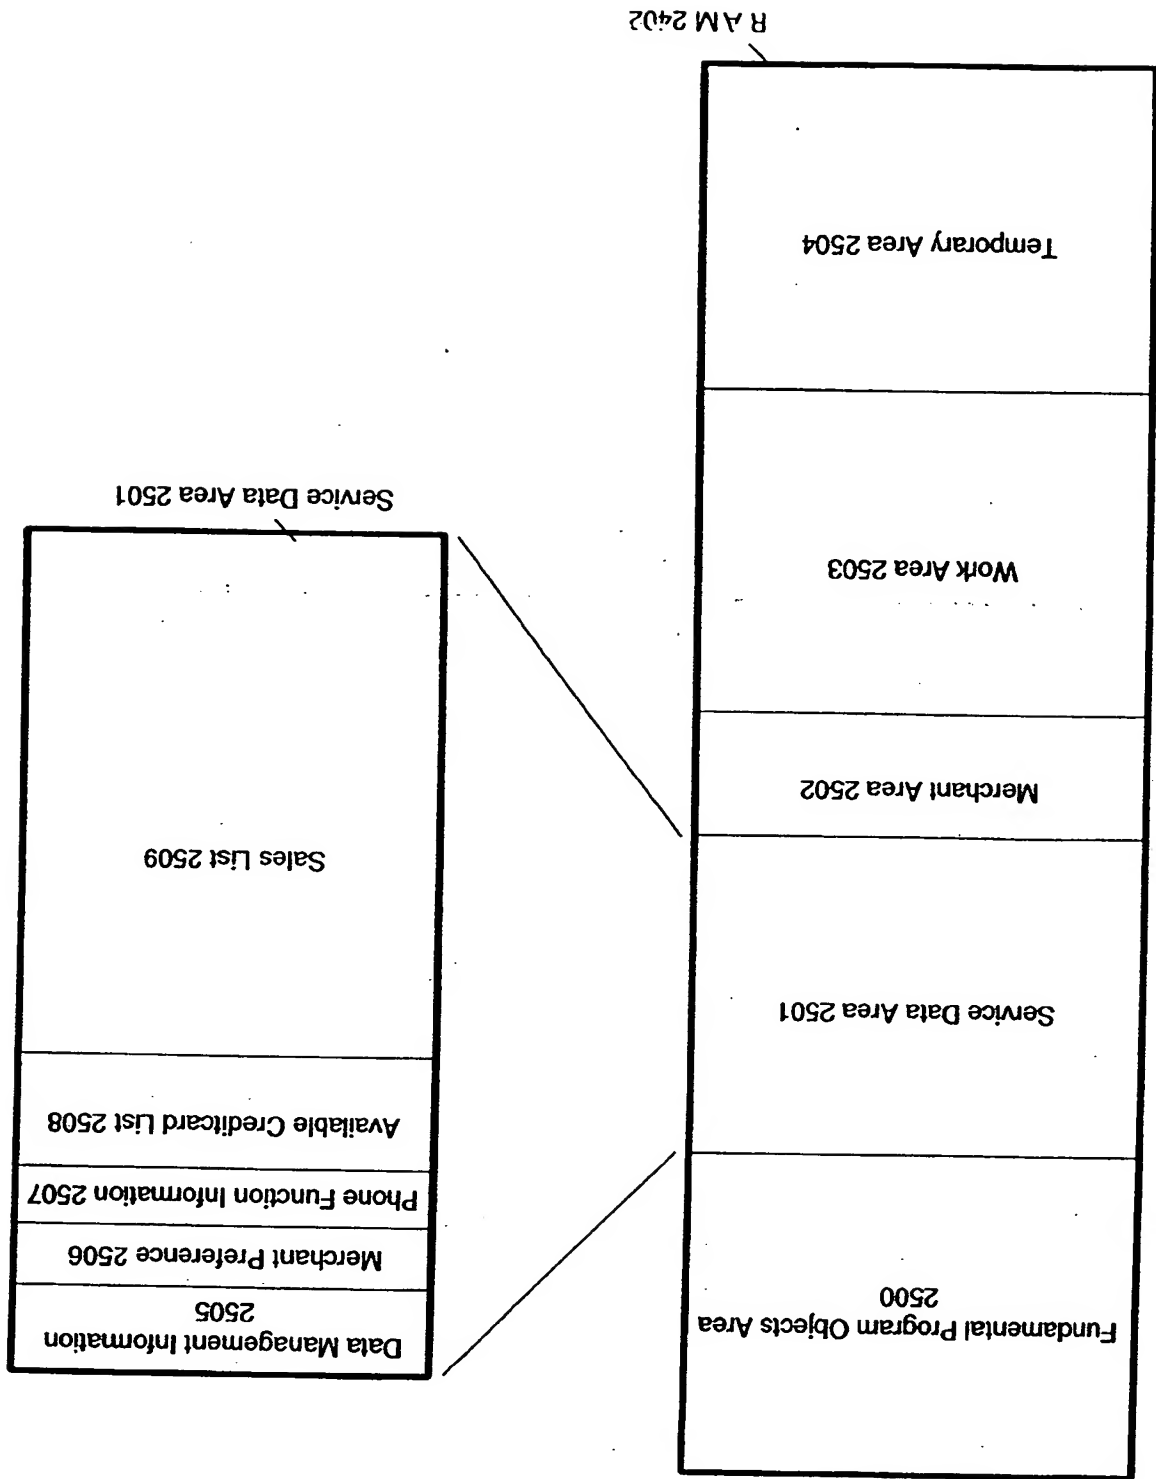 Fundamental Program Objects Area
2500
Service Data Area 2501
Merchant Area 2502
Work Area 2503
Temporary Area 2504
RAM 2402
Data Management Information
2505
Merchant Preference 2506
Phone Function Information 2507
Available Creditcard List 2508
Sales List 2509
Service Data Area 2501